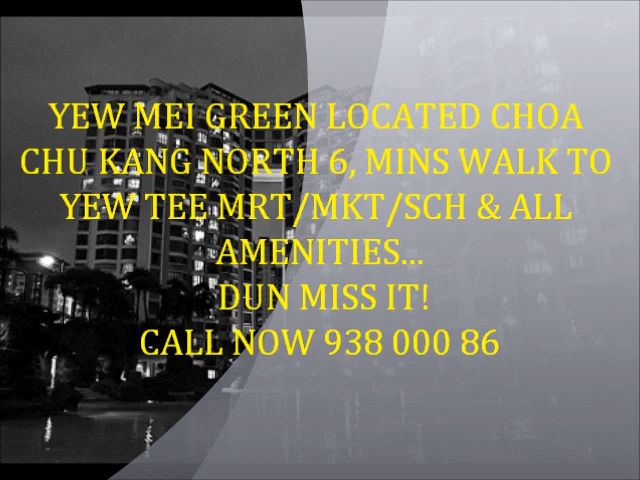 YEW MEI GREEN LOCATED CHOA
CHU KANG NORTH 6, MINS WALK TO
YEW TEE MRT/MKT/SCH & ALL
AMENITIES...
DUN MISS IT!
CALL NOW 938 000 86